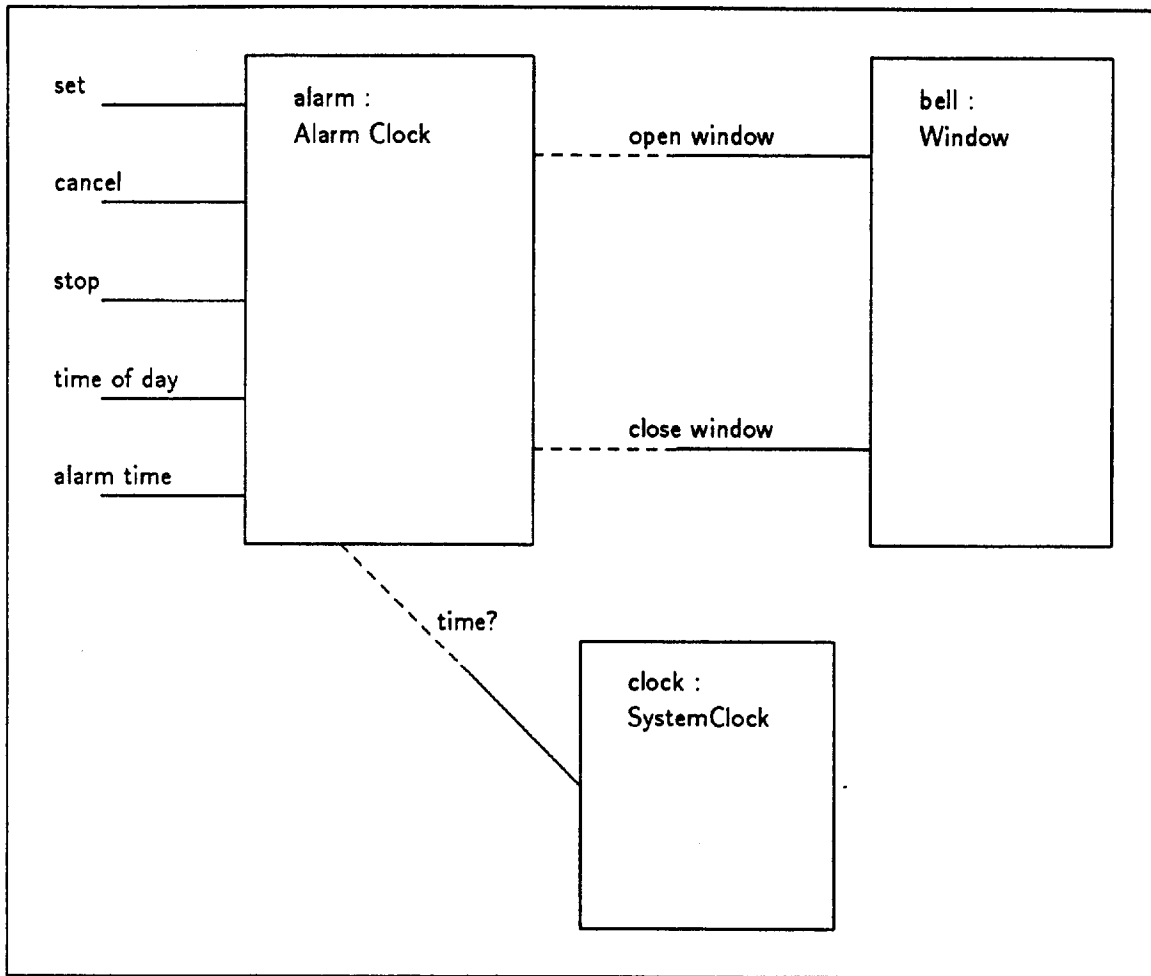 set
cancel
stop
time of day
alarm time
alarm :
Alarm Clock
open window
close window
bell :
Window
time?
clock :
SystemClock